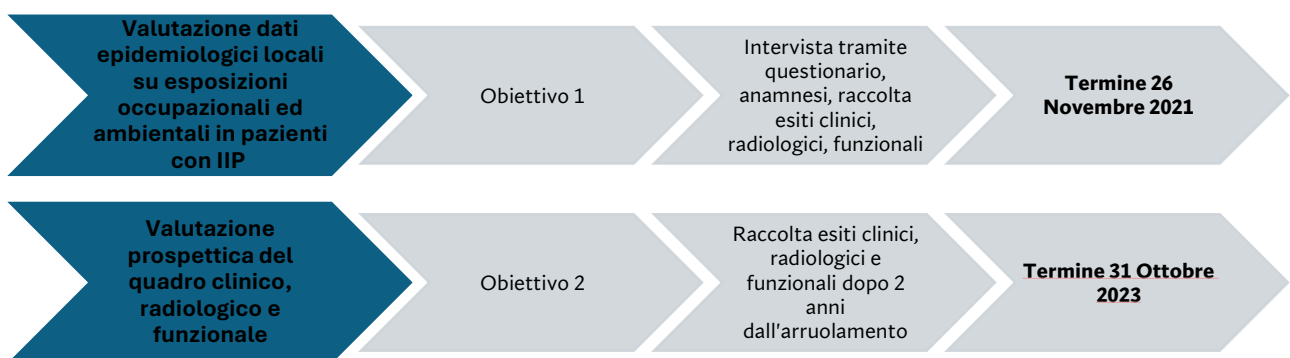 Valutazione dati
epidemiologici locali
su esposizioni
occupazionali ed
ambientali in pazienti
con IIP
Obiettivo 1
Intervista tramite
questionario,
anamnesi, raccolta
esiti clinici,
radiologici, funzionali
Termine 26
Novembre 2021
Valutazione
prospettica del
quadro clinico,
radiologico e
funzionale
Obiettivo 2
Raccolta esiti clinici,
radiologici e
funzionali dopo 2
anni
dall'arruolamento
Termine 31 Ottobre
2023